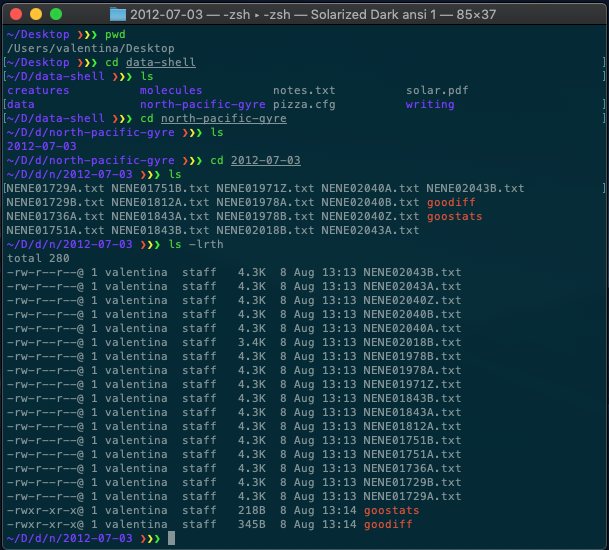 2012-07-03 — -zsh ▸ -zsh — Solarized Dark ansi 1 — 85×37
~/Desktop ❯❯❯ pwd
/Users/valentina/Desktop
~/Desktop ❯❯❯ cd data-shell
~/D/data-shell ❯❯❯ ls
creatures molecules notes.txt solar.pdf
data north-pacific-gyre pizza.cfg writing
~/D/data-shell ❯❯❯ cd north-pacific-gyre
~/D/d/north-pacific-gyre ❯❯❯ ls
2012-07-03
~/D/d/north-pacific-gyre ❯❯❯ cd 2012-07-03
~/D/d/n/2012-07-03 ❯❯❯ ls
NENE01729A.txt NENE01751B.txt NENE01971Z.txt NENE02040A.txt NENE02043B.txt
NENE01729B.txt NENE01812A.txt NENE01978A.txt NENE02040B.txt goodiff
NENE01736A.txt NENE01843A.txt NENE01978B.txt NENE02040Z.txt goostats
NENE01751A.txt NENE01843B.txt NENE02018B.txt NENE02043A.txt
~/D/d/n/2012-07-03 ❯❯❯ ls -lrth
total 280
-rw-r--r--@ 1 valentina staff 4.3K 8 Aug 13:13 NENE02043B.txt
-rw-r--r--@ 1 valentina staff 4.3K 8 Aug 13:13 NENE02043A.txt
-rw-r--r--@ 1 valentina staff 4.3K 8 Aug 13:13 NENE02040Z.txt
-rw-r--r--@ 1 valentina staff 4.3K 8 Aug 13:13 NENE02040B.txt
-rw-r--r--@ 1 valentina staff 4.3K 8 Aug 13:13 NENE02040A.txt
-rw-r--r--@ 1 valentina staff 3.4K 8 Aug 13:13 NENE02018B.txt
-rw-r--r--@ 1 valentina staff 4.3K 8 Aug 13:13 NENE01978B.txt
-rw-r--r--@ 1 valentina staff 4.3K 8 Aug 13:13 NENE01978A.txt
-rw-r--r--@ 1 valentina staff 4.3K 8 Aug 13:13 NENE01971Z.txt
-rw-r--r--@ 1 valentina staff 4.3K 8 Aug 13:13 NENE01843B.txt
-rw-r--r--@ 1 valentina staff 4.3K 8 Aug 13:13 NENE01843A.txt
-rw-r--r--@ 1 valentina staff 4.3K 8 Aug 13:13 NENE01812A.txt
-rw-r--r--@ 1 valentina staff 4.3K 8 Aug 13:13 NENE01751B.txt
-rw-r--r--@ 1 valentina staff 4.3K 8 Aug 13:13 NENE01751A.txt
-rw-r--r--@ 1 valentina staff 4.3K 8 Aug 13:13 NENE01736A.txt
-rw-r--r--@ 1 valentina staff 4.3K 8 Aug 13:13 NENE01729B.txt
-rw-r--r--@ 1 valentina staff 4.3K 8 Aug 13:13 NENE01729A.txt
-rwxr-xr-x@ 1 valentina staff 218B 8 Aug 13:14 goostats
-rwxr-xr-x@ 1 valentina staff 345B 8 Aug 13:14 goodiff
~/D/d/n/2012-07-03 ❯❯❯